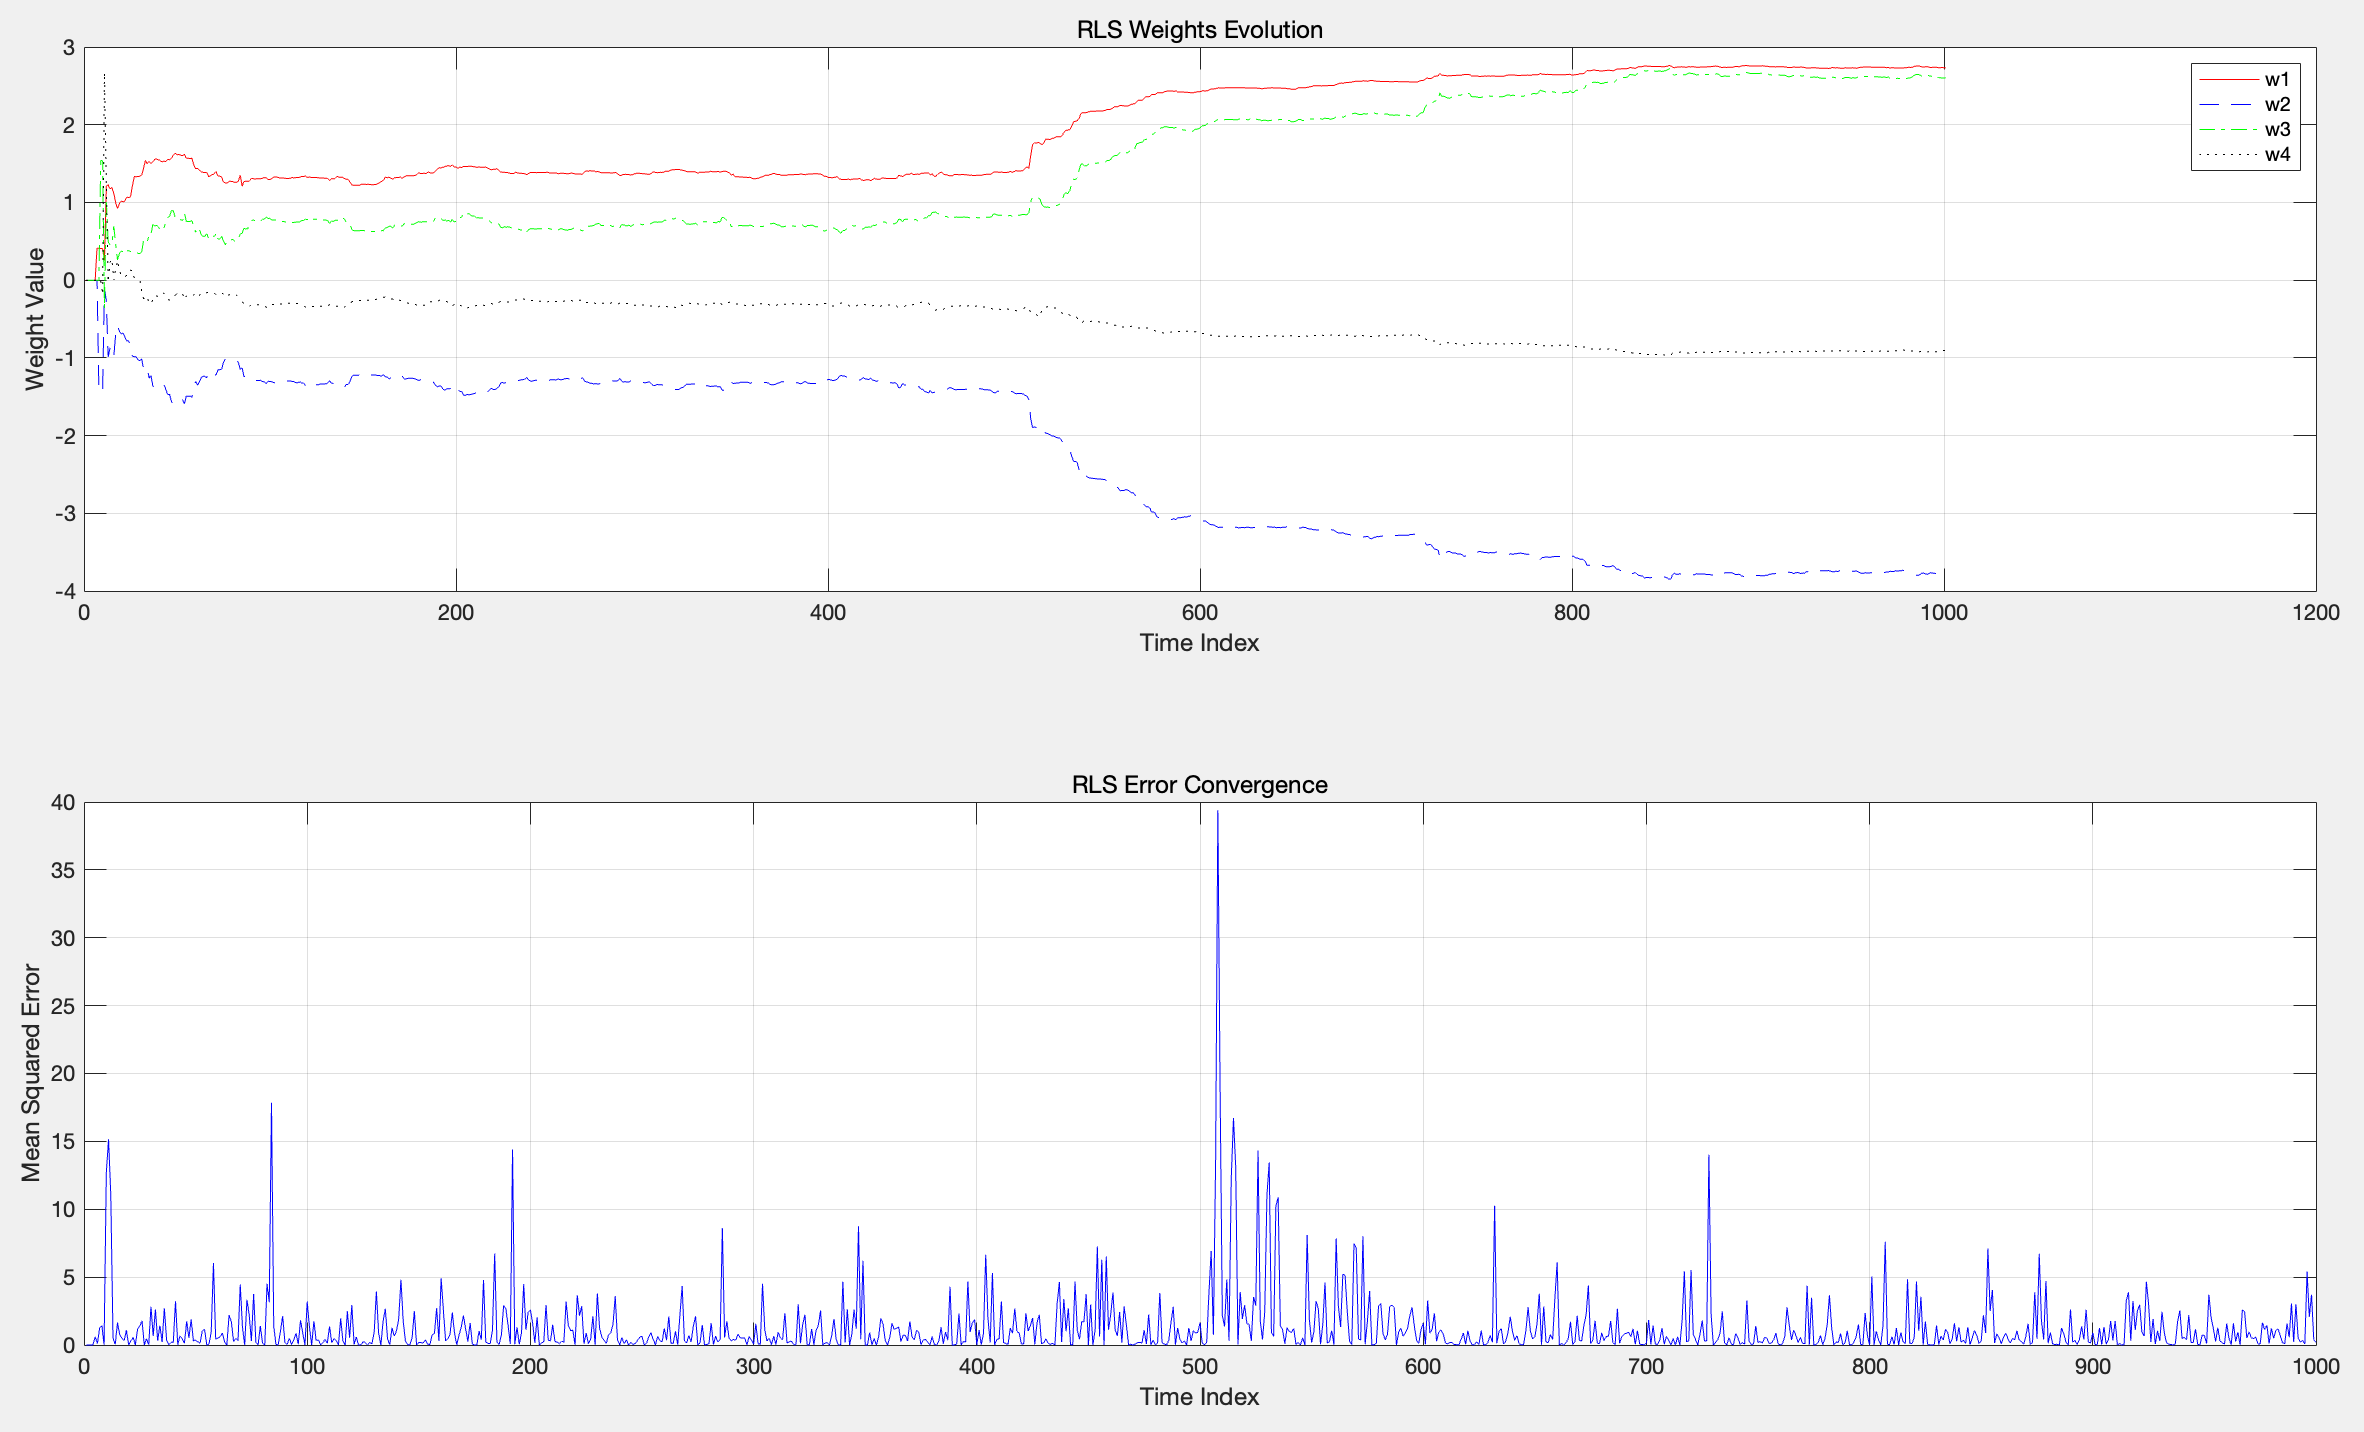 RLS Weights Evolution
3
2
1
0
-1
-2
-3
-4
Weight Value
w1
w2
w3
w4
0 200 400 600 800 1000 1200
Time Index
RLS Error Convergence
40
35
30
25
20
15
10
5
0
Mean Squared Error
0 100 200 300 400 500 600 700 800 900 1000
Time Index